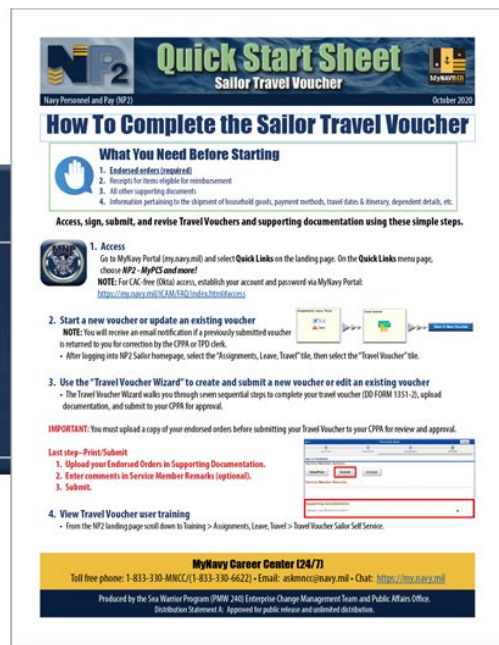 NP2
Quick Start Sheet
Sailor Travel Voucher
MyNAVYHR
Navy Personnel and Pay (NP2)
October 2020
How To Complete the Sailor Travel Voucher
What You Need Before Starting
1. Endorsed orders (required)
2. Receipts for items eligible for reimbursement
3. All other supporting documents
4. Information pertaining to the shipment of household goods, payment methods, travel dates & itinerary, dependent details, etc.
Access, sign, submit, and revise Travel Vouchers and supporting documentation using these simple steps.
MNP
1. Access
Go to MyNavy Portal (my.navy.mil) and select Quick Links on the landing page. On the Quick Links menu page,
choose NP2 - MyPCS and more!
NOTE: For CAC-free (Okta) access, establish your account and password via MyNavy Portal:
https://my.navy.mil/ICAM/FAQ/index.html#access
2. Start a new voucher or update an existing voucher
NOTE: You will receive an email notification if a previously submitted voucher
is returned to you for correction by the CPPA or TPD clerk.
• After logging into NP2 Sailor homepage, select the "Assignments, Leave, Travel" tile, then select the "Travel Voucher" tile.
3. Use the "Travel Voucher Wizard" to create and submit a new voucher or edit an existing voucher
• The Travel Voucher Wizard walks you through seven sequential steps to complete your travel voucher (DD FORM 1351-2), upload
documentation, and submit to your CPPA for approval.
IMPORTANT: You must upload a copy of your endorsed orders before submitting your Travel Voucher to your CPPA for review and approval.
Last step–Print/Submit
1. Upload your Endorsed Orders in Supporting Documentation.
2. Enter comments in Service Member Remarks (optional).
3. Submit.
4. View Travel Voucher user training
• From the NP2 landing page scroll down to Training > Assignments, Leave, Travel > Travel Voucher Sailor Self Service.
MyNavy Career Center (24/7)
Toll free phone: 1-833-330-MNCC/(1-833-330-6622) • Email: askmncc@navy.mil • Chat: https://my.navy.mil
Produced by the Sea Warrior Program (PMW 240) Enterprise Change Management Team and Public Affairs Office.
Distribution Statement A: Approved for public release and unlimited distribution.